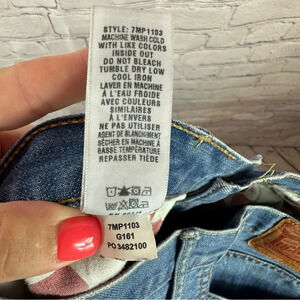 STYLE: 7MP1103
MACHINE WASH COLD
WITH LIKE COLORS
INSIDE OUT
DO NOT BLEACH
TUMBLE DRY LOW
COOL IRON
LAVER EN MACHINE
À L'EAU FROIDE
AVEC COULEURS
SIMILAIRES
À L'ENVERS
NE PAS UTILISER
AGENT DE BLANCHIMENT
SÉCHER EN MACHINE À
BASSE TEMPÉRATURE
REPASSER TIÈDE
7MP1103
G161
PO 3482100